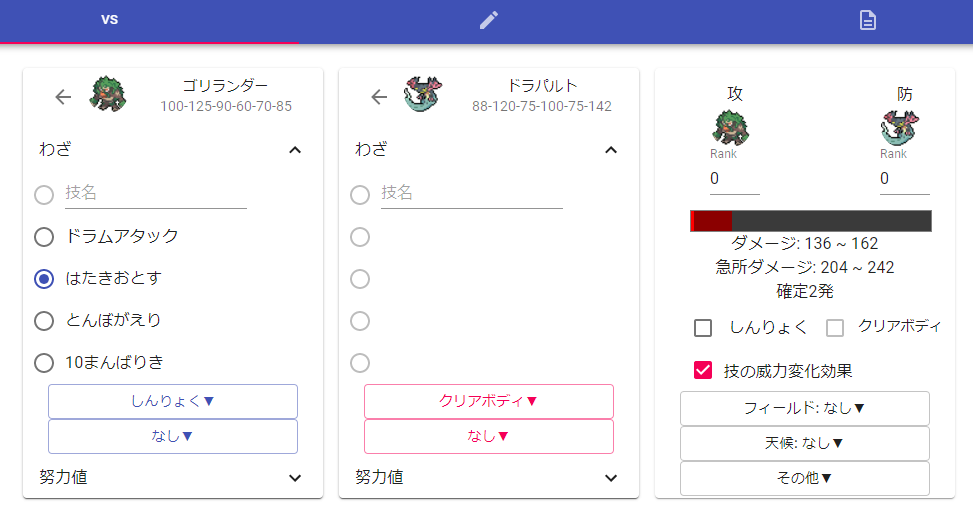 VS
ゴリランダー
100-125-90-60-70-85
わざ
技名
ドラムアタック
はたきおとす
とんぼがえり
10まんばりき
しんりょく▼
なし▼
努力値
ドラパルト
88-120-75-100-75-142
わざ
技名
クリアボディ▼
なし▼
努力値
攻 防
Rank Rank
0 0
ダメージ: 136 ~ 162
急所ダメージ: 204 ~ 242
確定2発
しんりょく クリアボディ
技の威力変化効果
フィールド: なし▼
天候: なし▼
その他▼